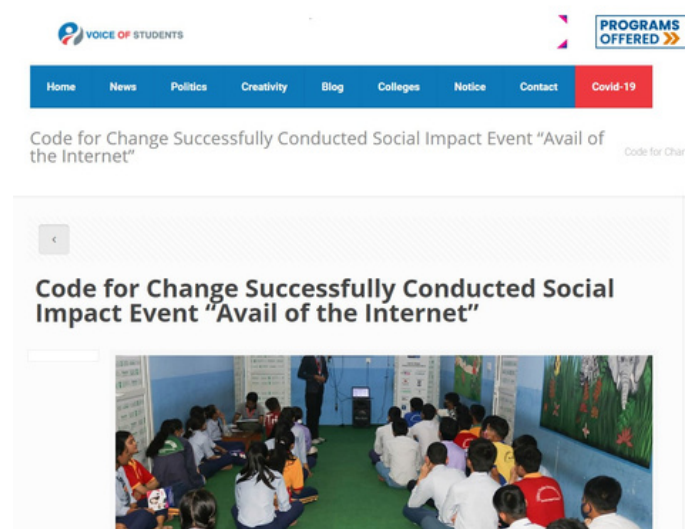 VOICE OF STUDENTS
PROGRAMS
OFFERED
Home News Politics Creativity Blog Colleges Notice Contact Covid-19
Code for Change Successfully Conducted Social Impact Event “Avail of
the Internet”
Code for Chan
Code for Change Successfully Conducted Social
Impact Event “Avail of the Internet”